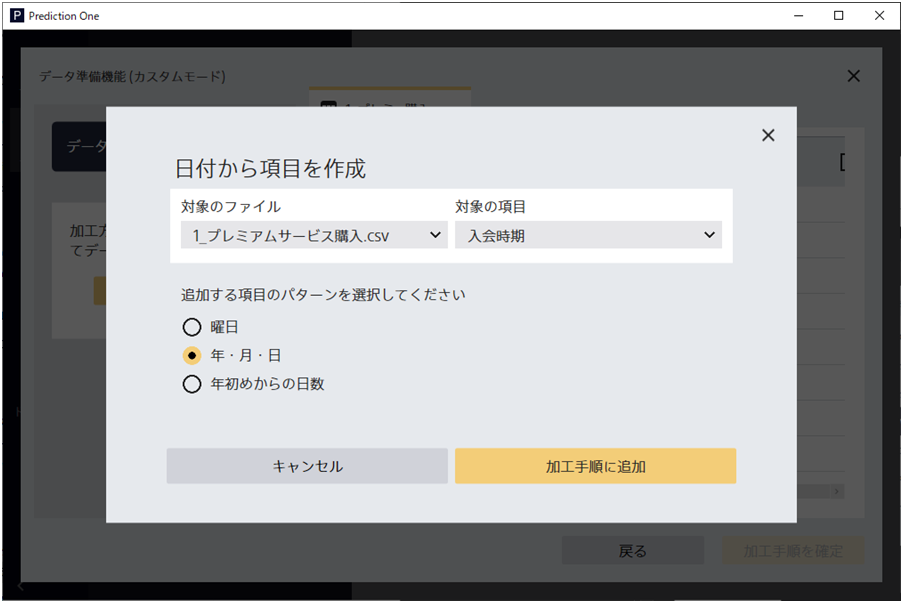 P Prediction One
データ準備機能 (カスタムモード)
データ
日付から項目を作成
対象のファイル
対象の項目
1_プレミアムサービス購入.csv
入会時期
加工方
てデー
追加する項目のパターンを選択してください
曜日
年・月・日
年初めからの日数
キャンセル
加工手順に追加
戻る
加工手順を確定